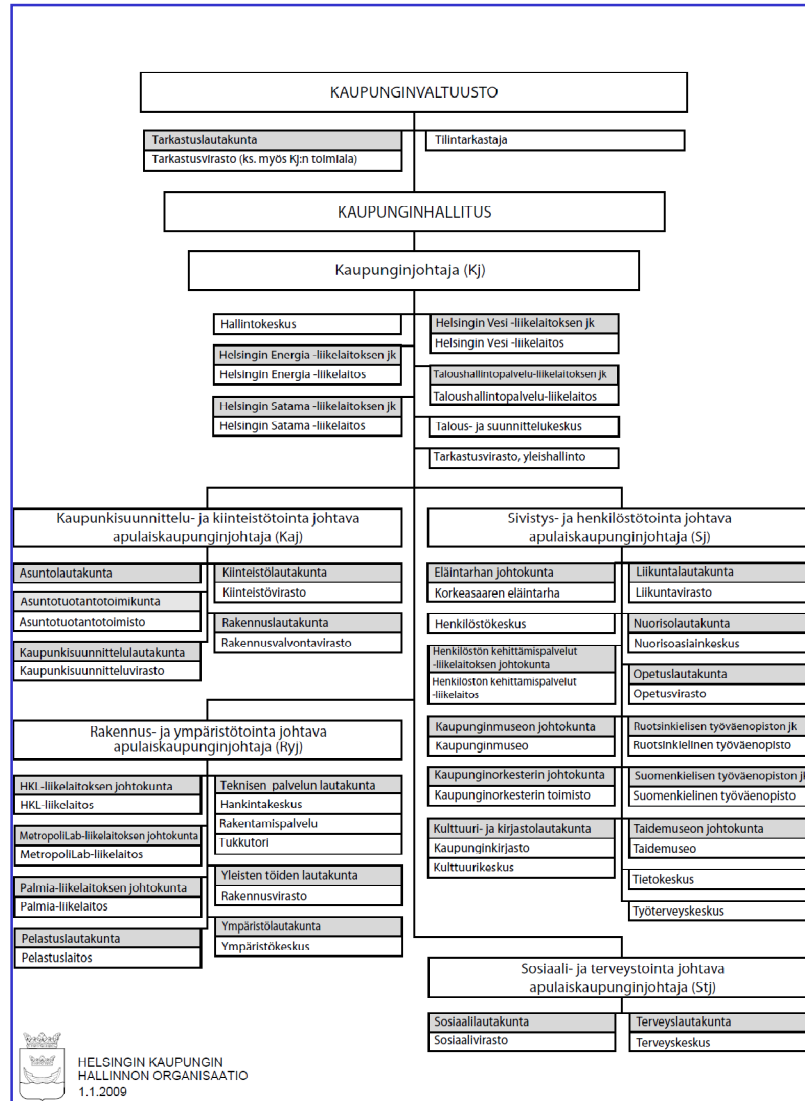 KAUPUNGINVALTUUSTO
Tarkastuslautakunta
Tarkastusvirasto (ks. myös Kj:n toimiala)
Tilintarkastaja
KAUPUNGINHALLITUS
Kaupunginjohtaja (Kj)
Hallintokeskus
Helsingin Energia -liikelaitoksen jk
Helsingin Energia -liikelaitos
Helsingin Satama -liikelaitoksen jk
Helsingin Satama -liikelaitos
Helsingin Vesi -liikelaitoksen jk
Helsingin Vesi -liikelaitos
Taloushallintopalvelu-liikelaitoksen jk
Taloushallintopalvelu-liikelaitos
Talous- ja suunnittelukeskus
Tarkastusvirasto, yleishallinto
Kaupunkisuunnittelu- ja kiinteistötointa johtava
apulaiskaupunginjohtaja (Kaj)
Asuntolautakunta
Asuntotuotantotoimikunta
Asuntotuotantotoimisto
Kaupunkisuunnittelulautakunta
Kaupunkisuunnitteluvirasto
Kiinteistölautakunta
Kiinteistövirasto
Rakennuslautakunta
Rakennusvalvontavirasto
Sivistys- ja henkilöstötointa johtava
apulaiskaupunginjohtaja (Sj)
Eläintarhan johtokunta
Korkeasaaren eläintarha
Henkilöstökeskus
Henkilöstön kehittämispalvelut
-liikelaitoksen johtokunta
Henkilöstön kehittämispalvelut
-liikelaitos
Kaupunginmuseon johtokunta
Kaupunginmuseo
Kaupunginorkesterin johtokunta
Kaupunginorkesterin toimisto
Kulttuuri- ja kirjastolautakunta
Kaupunginkirjasto
Kulttuurikeskus
Liikuntalautakunta
Liikuntavirasto
Nuorisolautakunta
Nuorisoasiainkeskus
Opetuslautakunta
Opetusvirasto
Ruotsinkielisen työväenopiston jk
Ruotsinkielinen työväenopisto
Suomenkielisen työväenopiston jk
Suomenkielinen työväenopisto
Taidemuseon johtokunta
Taidemuseo
Tietokeskus
Työterveyskeskus
Rakennus- ja ympäristötointa johtava
apulaiskaupunginjohtaja (Ryj)
HKL-liikelaitoksen johtokunta
HKL-liikelaitos
MetropoliLab-liikelaitoksen johtokunta
MetropoliLab-liikelaitos
Palmia-liikelaitoksen johtokunta
Palmia-liikelaitos
Pelastuslautakunta
Pelastuslaitos
Teknisen palvelun lautakunta
Hankintakeskus
Rakentamispalvelu
Tukkutori
Yleisten töiden lautakunta
Rakennusvirasto
Ympäristölautakunta
Ympäristökeskus
Sosiaali- ja terveystointa johtava
apulaiskaupunginjohtaja (Stj)
Sosiaalilautakunta
Sosiaalivirasto
Terveyslautakunta
Terveyskeskus
HELSINGIN KAUPUNGIN
HALLINNON ORGANISAATIO
1.1.2009